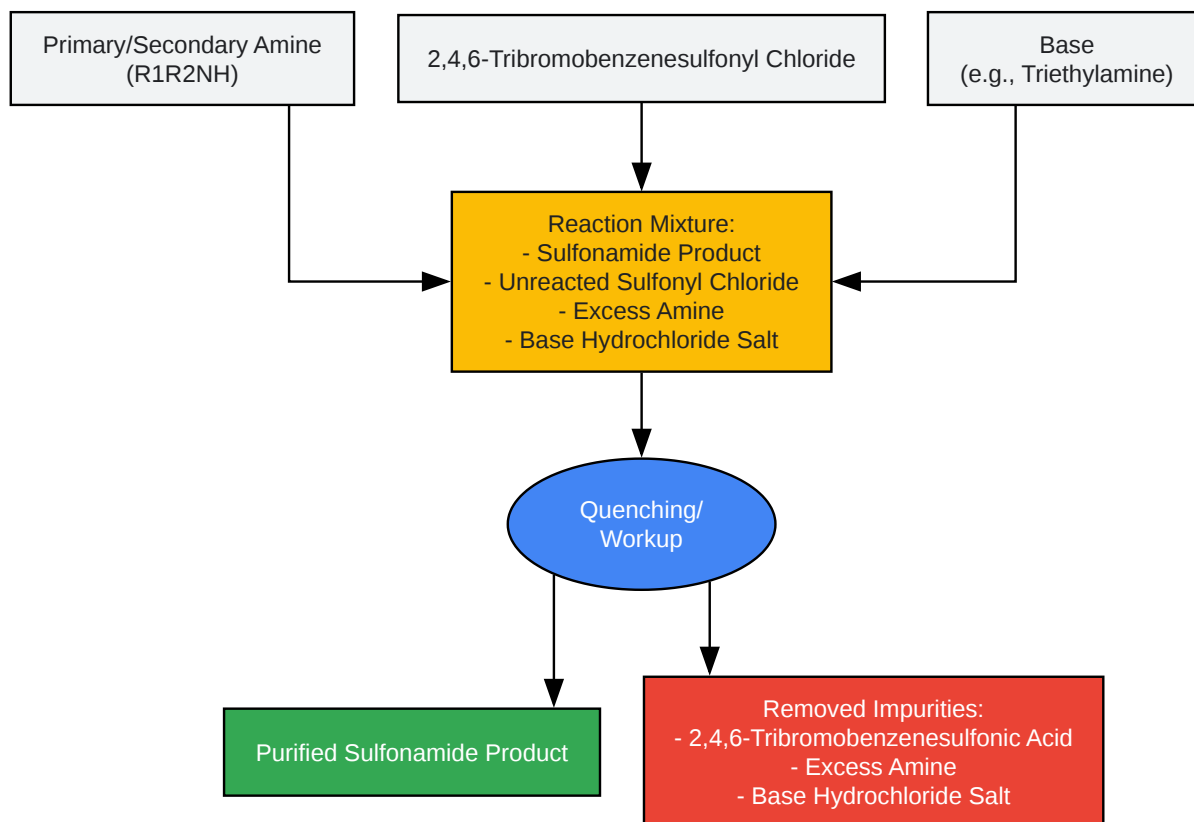 Primary/Secondary Amine
(R1R2NH)
2,4,6-Tribromobenzenesulfonyl Chloride
Base
(e.g., Triethylamine)
Reaction Mixture:
- Sulfonamide Product
- Unreacted Sulfonyl Chloride
- Excess Amine
- Base Hydrochloride Salt
Quenching/
Workup
Purified Sulfonamide Product
Removed Impurities:
- 2,4,6-Tribromobenzenesulfonic Acid
- Excess Amine
- Base Hydrochloride Salt